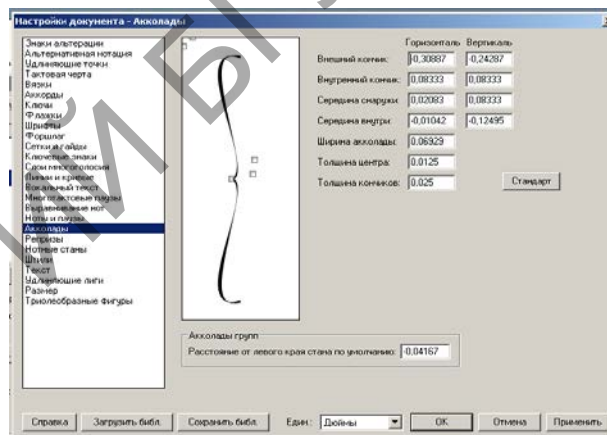 Настройки документа - Акколады
Знаки альтерации
Альтернативная нотация
Удлиняющие точки
Тактовая черта
Вязки
Аккорды
Ключи
Флажки
Шрифты
Форшлаг
Сетки и гайды
Ключевые знаки
Слои многоголосия
Линии и кривые
Вокальный текст
Многотактовые паузы
Выравнивание нот
Ноты и паузы
Акколады
Репризы
Нотные станы
Штили
Текст
Удлиняющие лиги
Размер
Триолеобразные фигуры
Горизонталь Вертикаль
Внешний кончик: -0,30887 -0,24287
Внутренний кончик: 0,08333 0,08333
Середина снаружи: 0,02083 0,08333
Середина внутри: -0,01042 -0,12495
Ширина акколады: 0,06929
Толщина центра: 0,0125
Толщина кончиков: 0,025
Стандарт
Акколады групп
Расстояние от левого края стана по умолчанию: -0,04167
Справка Загрузить библ. Сохранить библ. Един.: Дюймы OK Отмена Применить
ИЙ БГ